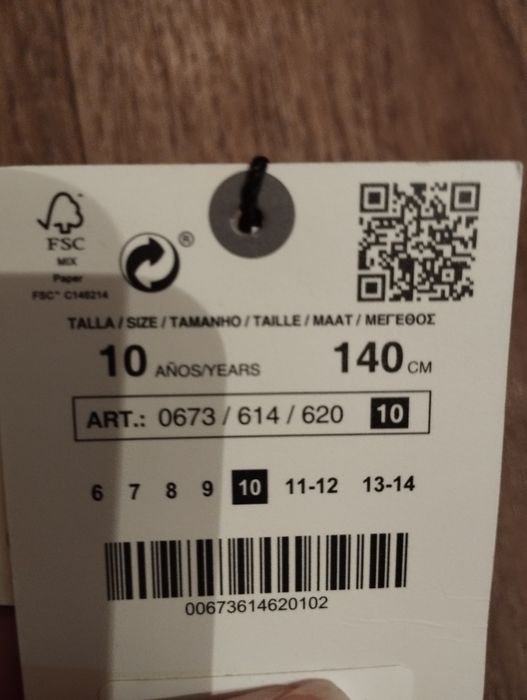 FSC
MIX
Paper
FSC™ C146214
®
TALLA / SIZE / TAMANHO / TAILLE / MAAT / ΜΕΓΕΘΟΣ
10 AÑOS/YEARS 140 CM
ART.: 0673 / 614 / 620 10
6 7 8 9 10 11-12 13-14
00673614620102